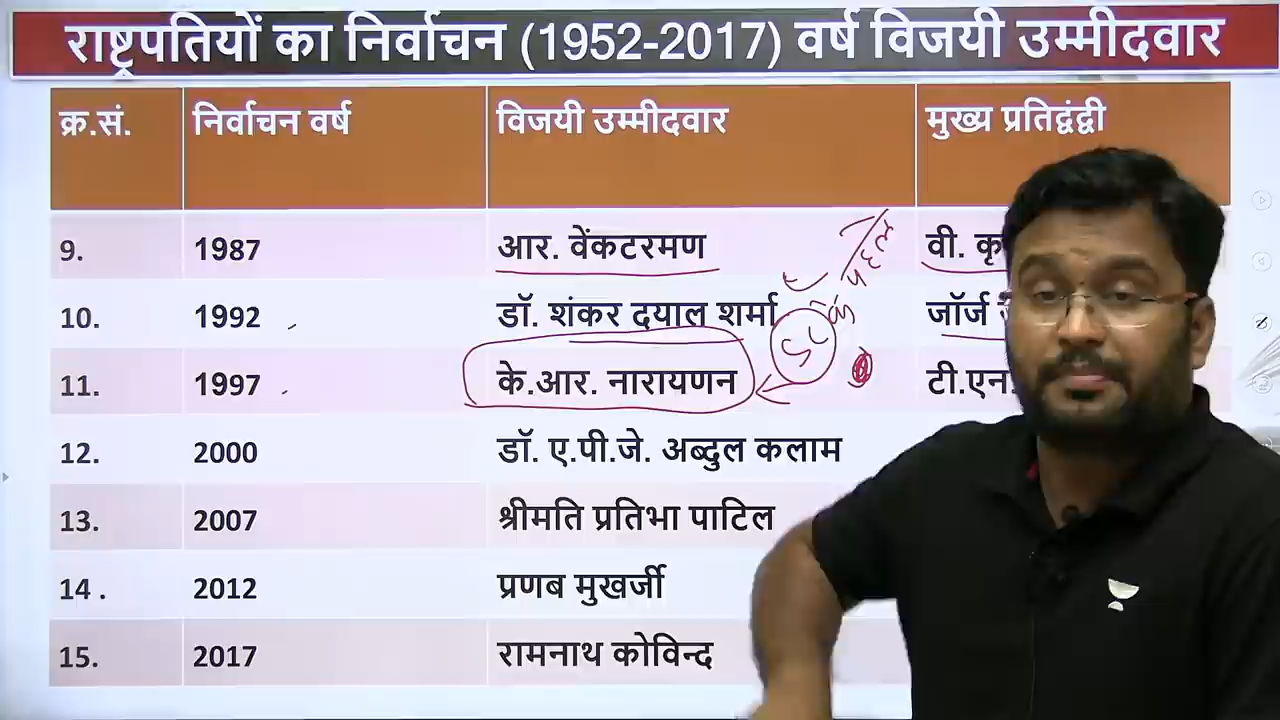 राष्ट्रपतियों का निर्वाचन (1952-2017) वर्ष विजयी उम्मीदवार
क्र.सं. निर्वाचन वर्ष विजयी उम्मीदवार मुख्य प्रतिद्वंद्वी
9. 1987 आर. वेंकटरमण वी.
10. 1992 डॉ. शंकर दयाल शर्मा जॉर्ज
11. 1997 के.आर. नारायणन टी.एन.
SC के पहले
12. 2000 डॉ ए.पी.जे. अब्दुल कलाम
13. 2007 श्रीमति प्रतिभा पाटिल
14 . 2012 प्रणब मुखर्जी
15. 2017 रामनाथ कोविन्द